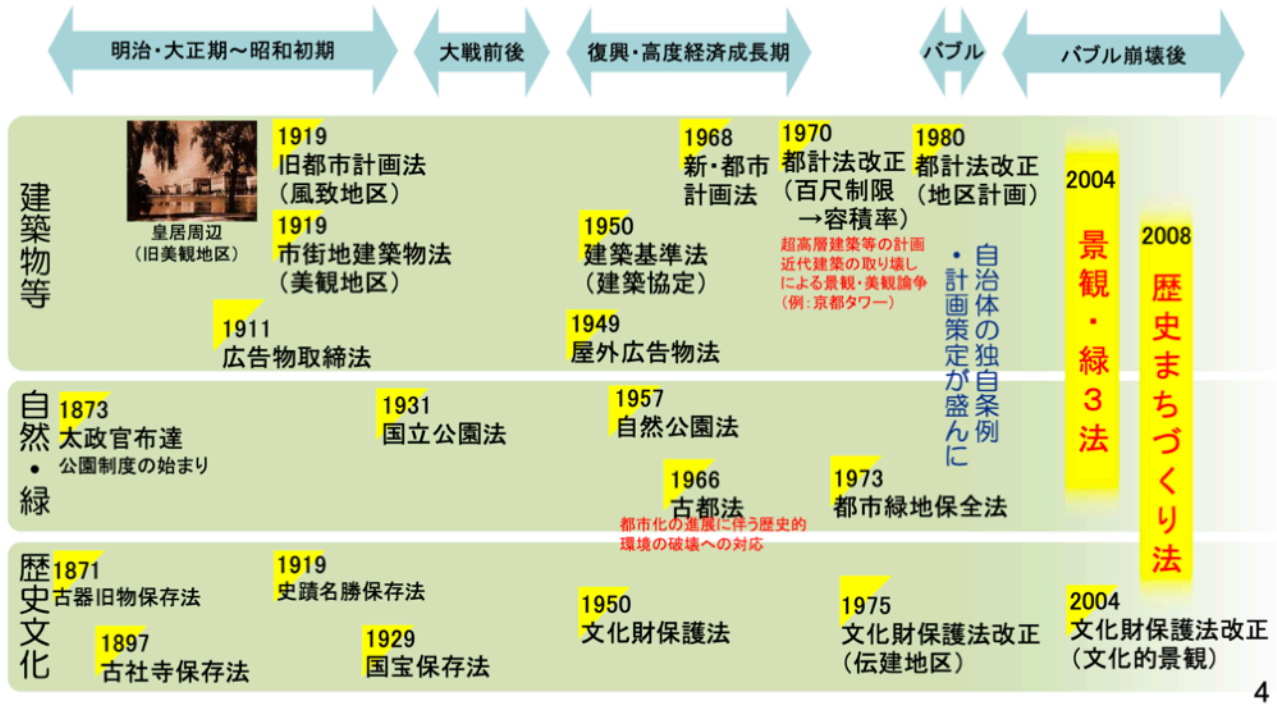 明治・大正期~昭和初期
大戦前後
復興・高度経済成長期
バブル
バブル崩壊後
建築物等
皇居周辺
(旧美観地区)
1919
旧都市計画法
(風致地区)
1919
市街地建築物法
(美観地区)
1911
広告物取締法
1968
新・都市
計画法
1950
建築基準法
(建築協定)
1949
屋外広告物法
1970
都計法改正
(百尺制限
→容積率)
超高層建築等の計画
近代建築の取り壊し
による景観・美観論争
(例:京都タワー)
1980
都計法改正
(地区計画)
自治体の独自条例
・計画策定が盛んに
2004
景観・緑3法
2008
歴史まちづくり法
自然・緑
1873
太政官布達
公園制度の始まり
1931
国立公園法
1957
自然公園法
1966
古都法
都市化の進展に伴う歴史的
環境の破壊への対応
1973
都市緑地保全法
歴史文化
1871
古器旧物保存法
1897
古社寺保存法
1919
史蹟名勝保存法
1929
国宝保存法
1950
文化財保護法
1975
文化財保護法改正
(伝建地区)
2004
文化財保護法改正
(文化的景観)
4